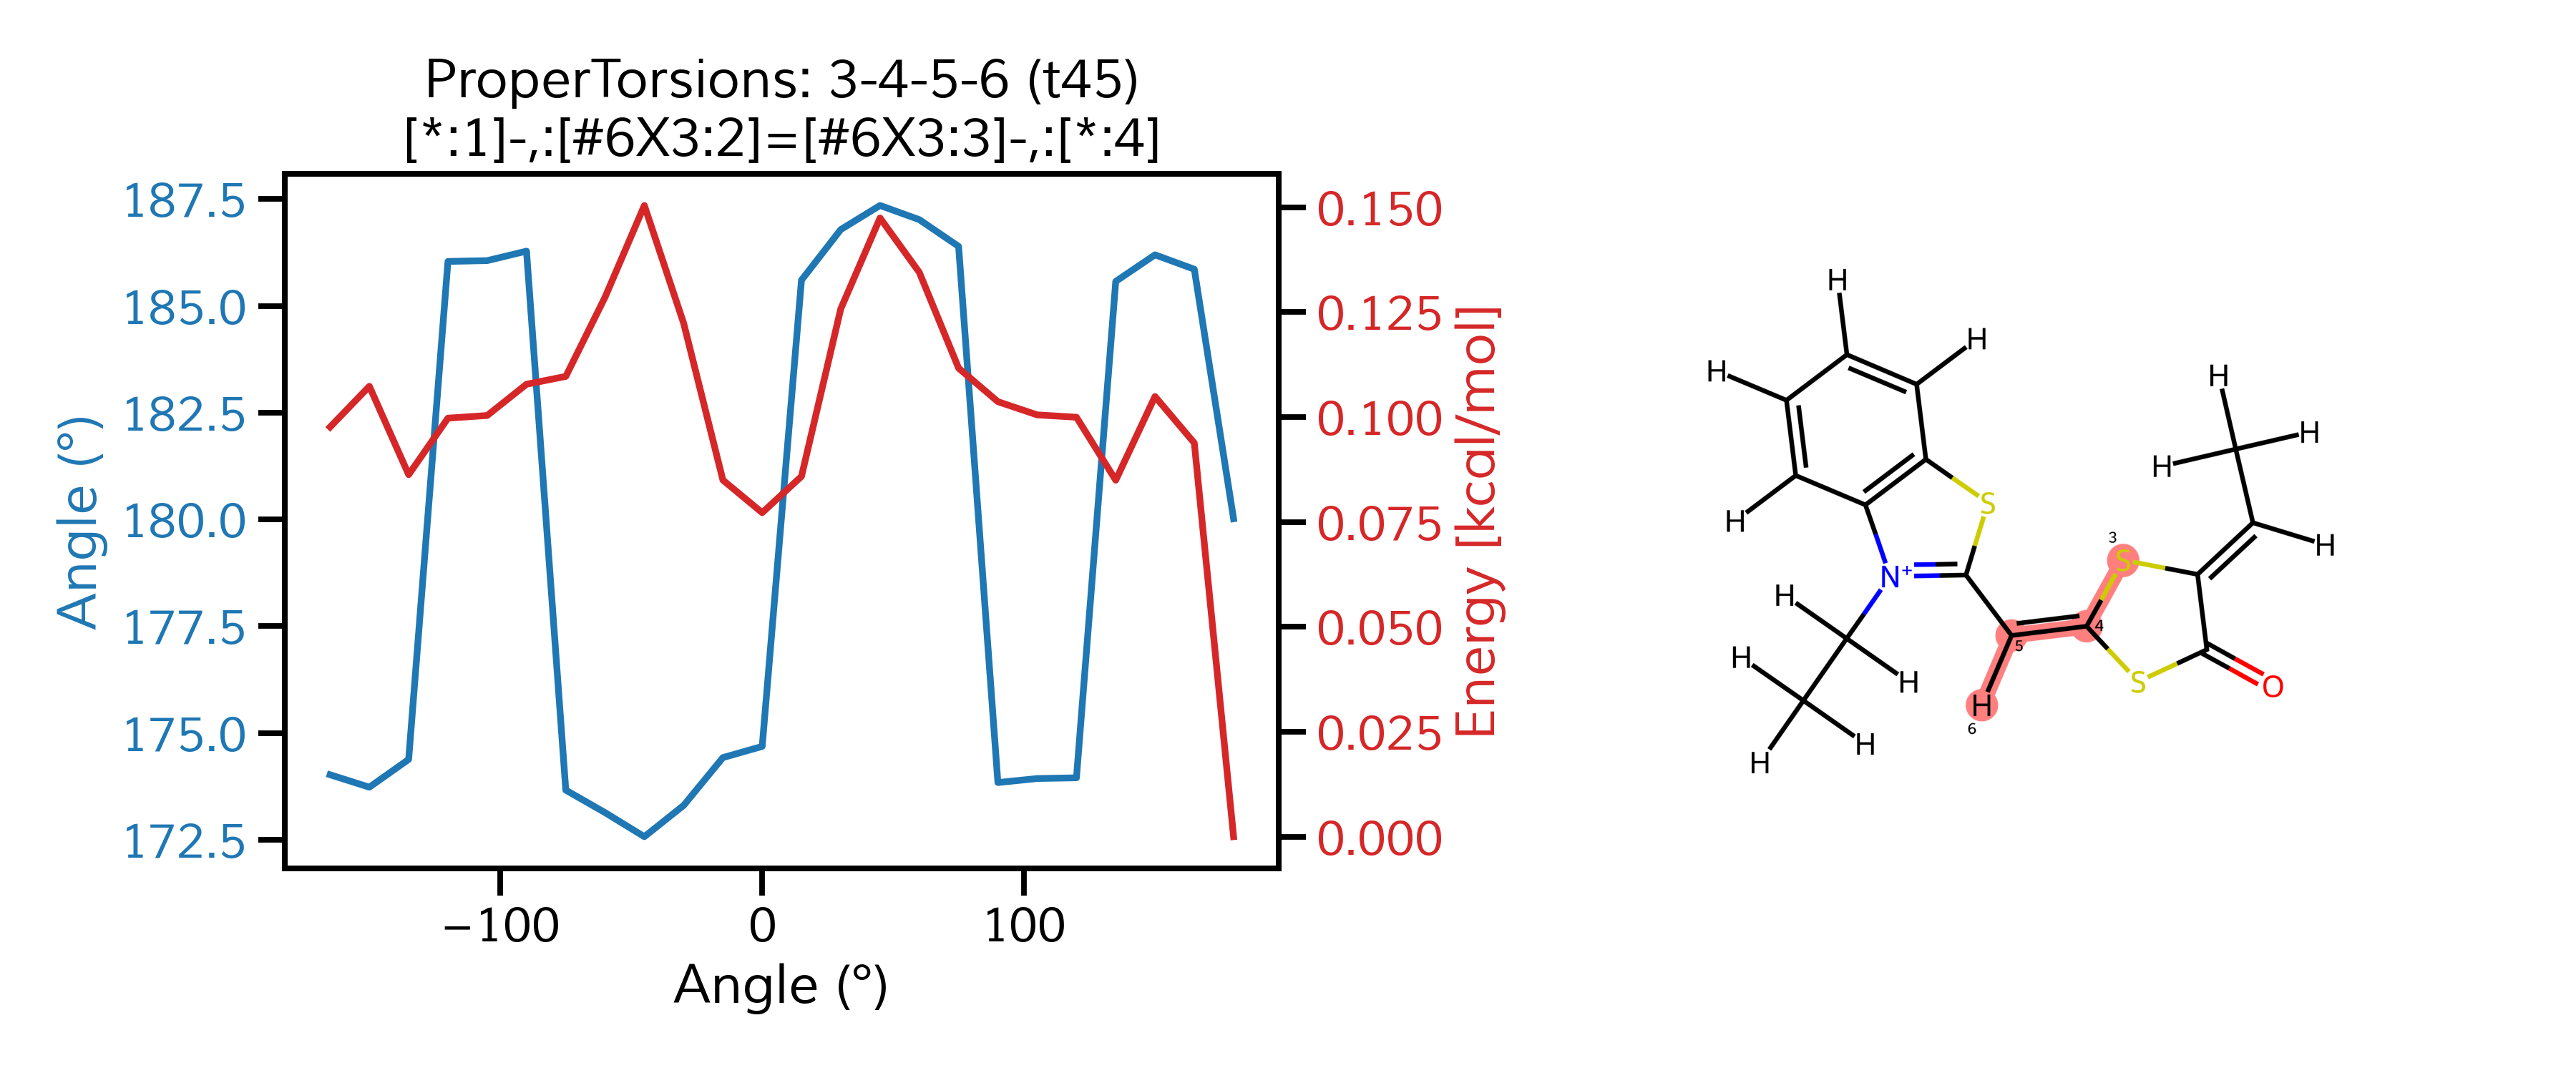 ProperTorsions: 3-4-5-6 (t45)
[*:1]-,:[#6X3:2]=[#6X3:3]-,:[*:4]
187.5
185.0
182.5
180.0
177.5
175.0
172.5
Angle (°)
0.150
0.125
0.100
0.075
0.050
0.025
0.000
Energy [kcal/mol]
−100
0
100
Angle (°)
H
H
H
H
H
H
H
S
H
3
S
H
N⁺
H
4
5
H
H
S
O
H
6
H
H